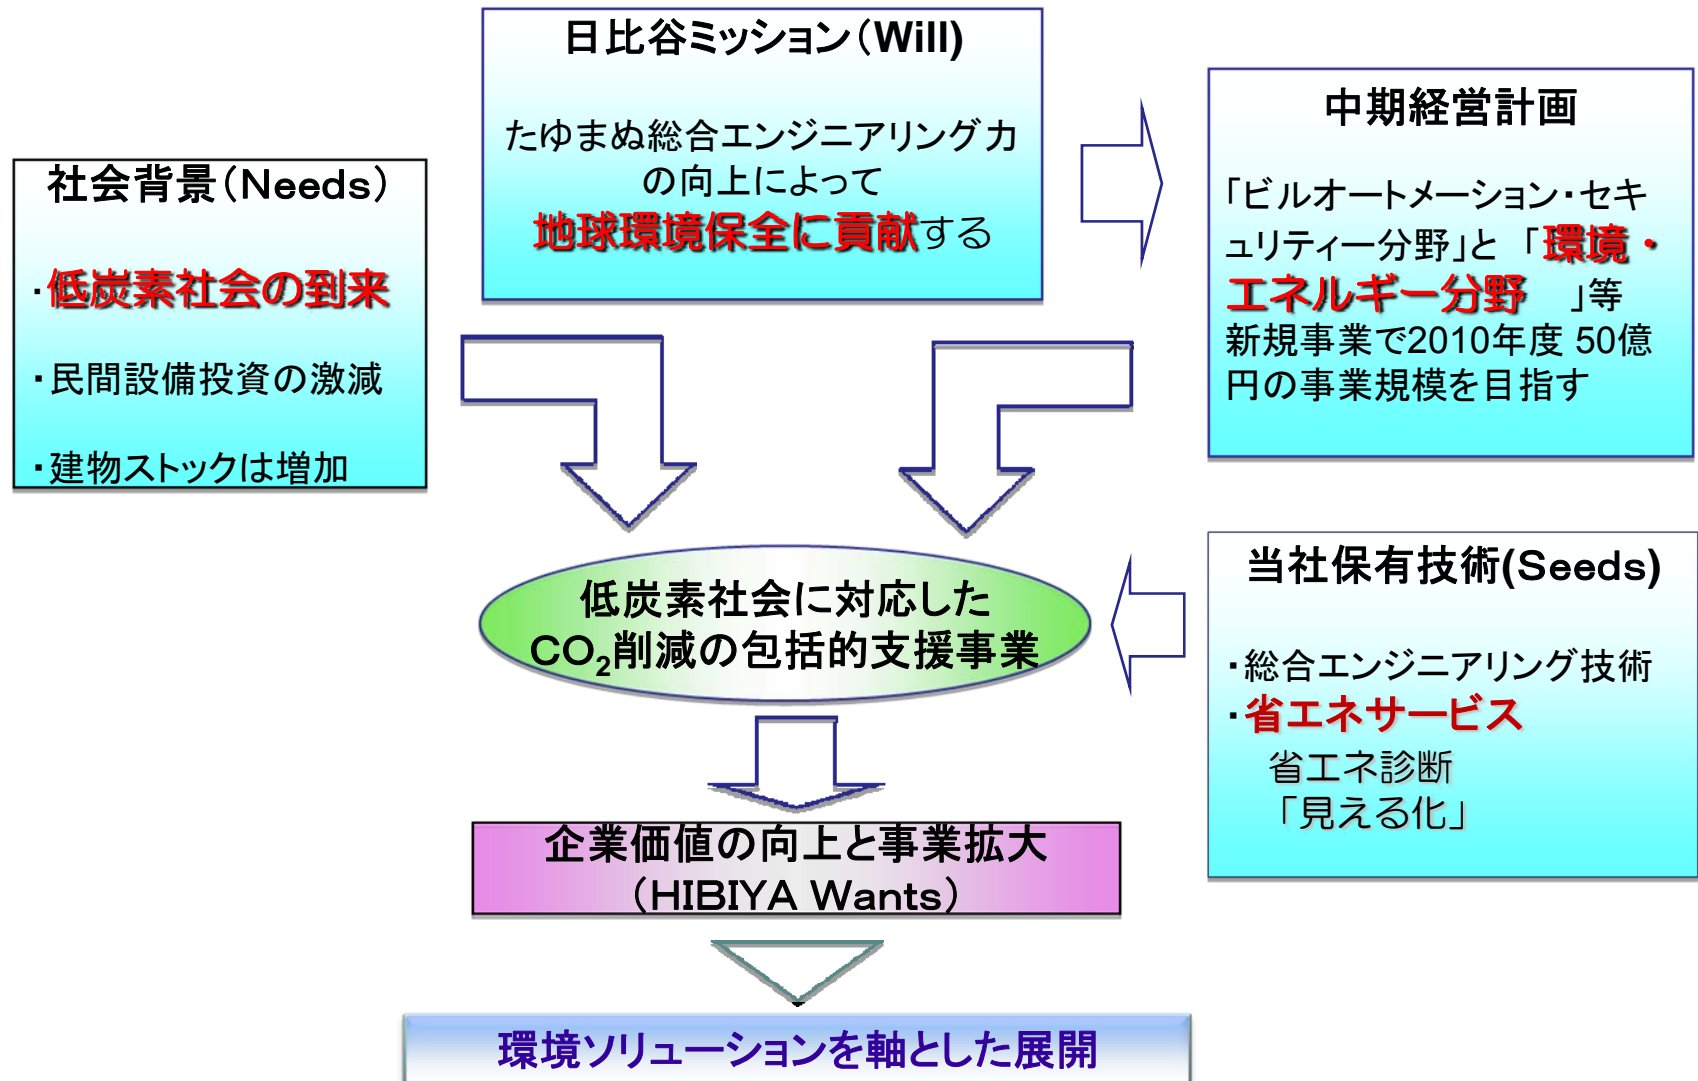 日比谷ミッション（Will)
たゆまぬ総合エンジニアリング力
の向上によって
地球環境保全に貢献する
中期経営計画
「ビルオートメーション・セキ
ュリティー分野」と 「環境・
エネルギー分野　」等
新規事業で2010年度 50億
円の事業規模を目指す
社会背景（Needs）
・低炭素社会の到来
・民間設備投資の激減
・建物ストックは増加
低炭素社会に対応した
CO₂削減の包括的支援事業
当社保有技術(Seeds)
・総合エンジニアリング技術
・省エネサービス
省エネ診断
「見える化」
企業価値の向上と事業拡大
（HIBIYA Wants）
環境ソリューションを軸とした展開